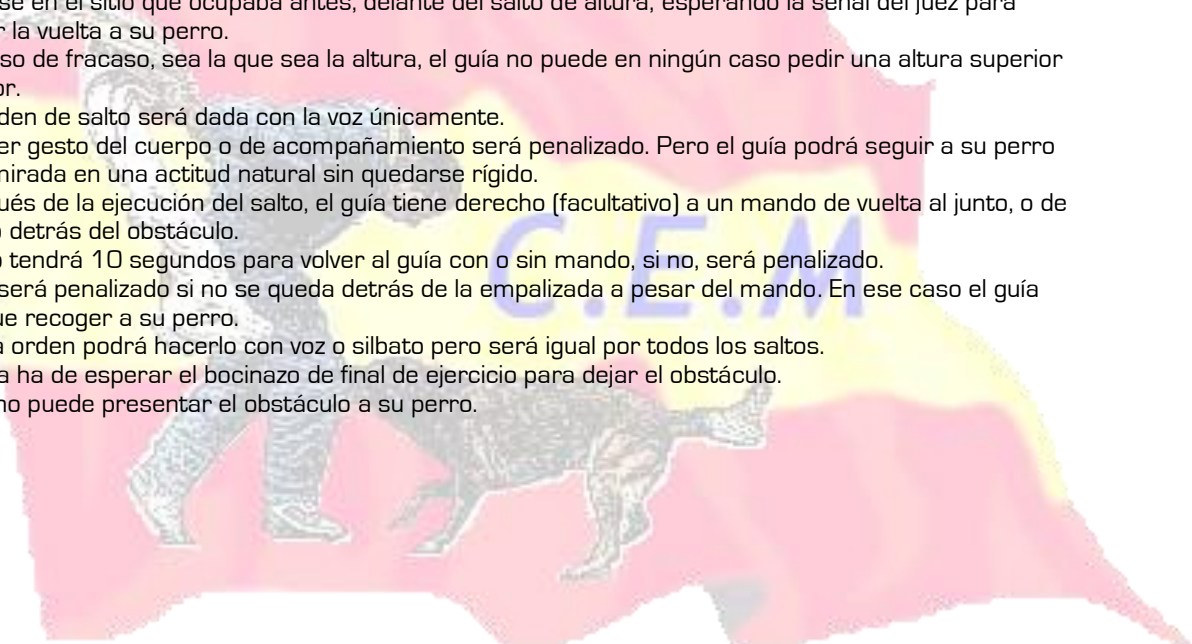 se en el sitio que ocupaba antes, delante del salto de altura, esperando la señal del juez para
r la vuelta a su perro.
so de fracaso, sea la que sea la altura, el guía no puede en ningún caso pedir una altura superior
or.
den de salto será dada con la voz únicamente.
er gesto del cuerpo o de acompañamiento será penalizado. Pero el guía podrá seguir a su perro
mirada en una actitud natural sin quedarse rígido.
ués de la ejecución del salto, el guía tiene derecho (facultativo) a un mando de vuelta al junto, o de
o detrás del obstáculo.
o tendrá 10 segundos para volver al guía con o sin mando, si no, será penalizado.
será penalizado si no se queda detrás de la empalizada a pesar del mando. En ese caso el guía
ue recoger a su perro.
a orden podrá hacerlo con voz o silbato pero será igual por todos los saltos.
a ha de esperar el bocinazo de final de ejercicio para dejar el obstáculo.
no puede presentar el obstáculo a su perro.
C.E.M